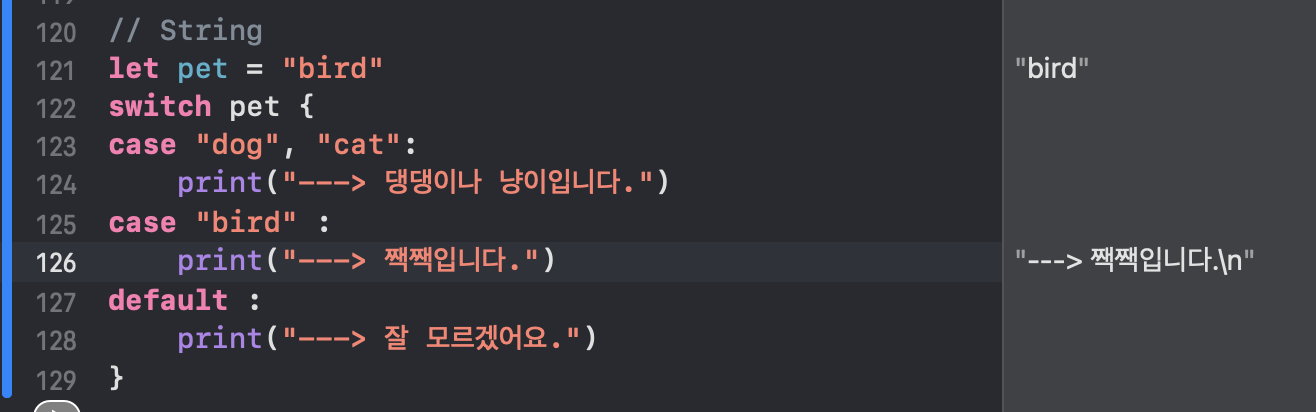 120 // String
121 let pet = "bird" "bird"
122 switch pet {
123 case "dog", "cat":
124 print("---> 댕댕이나 냥이입니다.")
125 case "bird" :
126 print("---> 짹짹입니다.") "---> 짹짹입니다.\n"
127 default :
128 print("---> 잘 모르겠어요.")
129 }